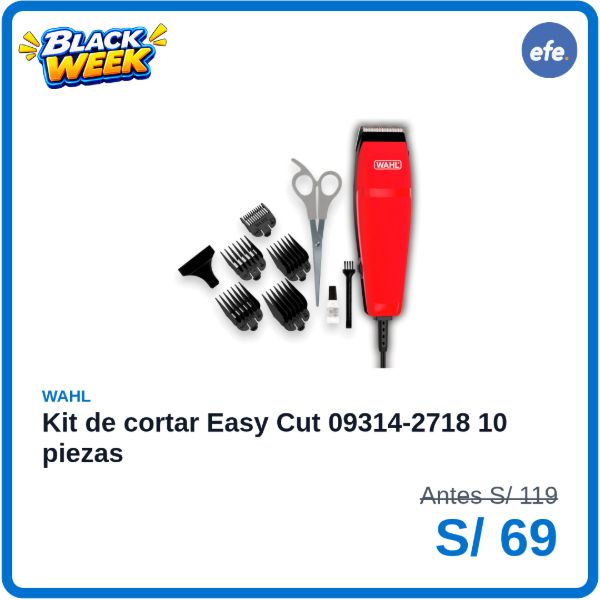 BLACK
WEEK
efe.
WAHL
WAHL
Kit de cortar Easy Cut 09314-2718 10
piezas
Antes S/ 119
S/ 69